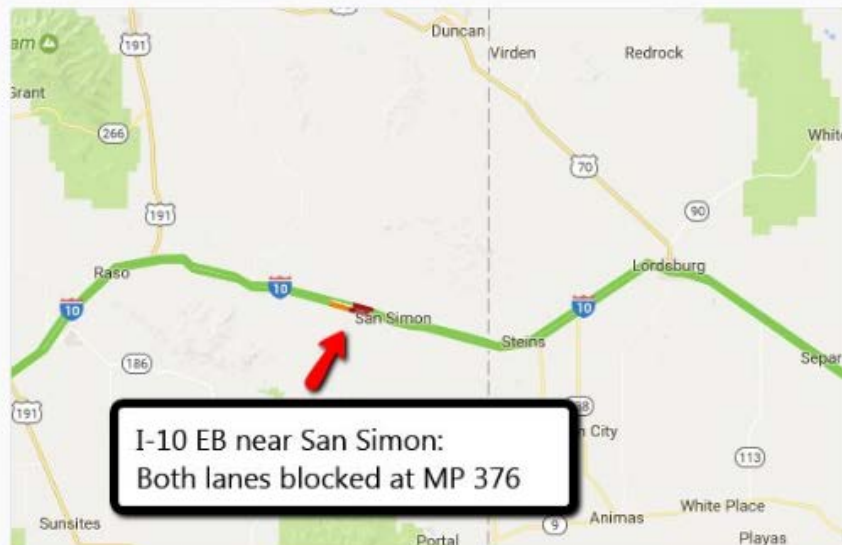 191
Duncan
Virden
Redrock
am
Grant
266
White
70
191
90
Raso
10
Lordsburg
10
San Simon
10
Steins
186
Separ
191
I-10 EB near San Simon:
Both lanes blocked at MP 376
n City
113
Sunsites
9
Animas
White Place
Portal
Playas